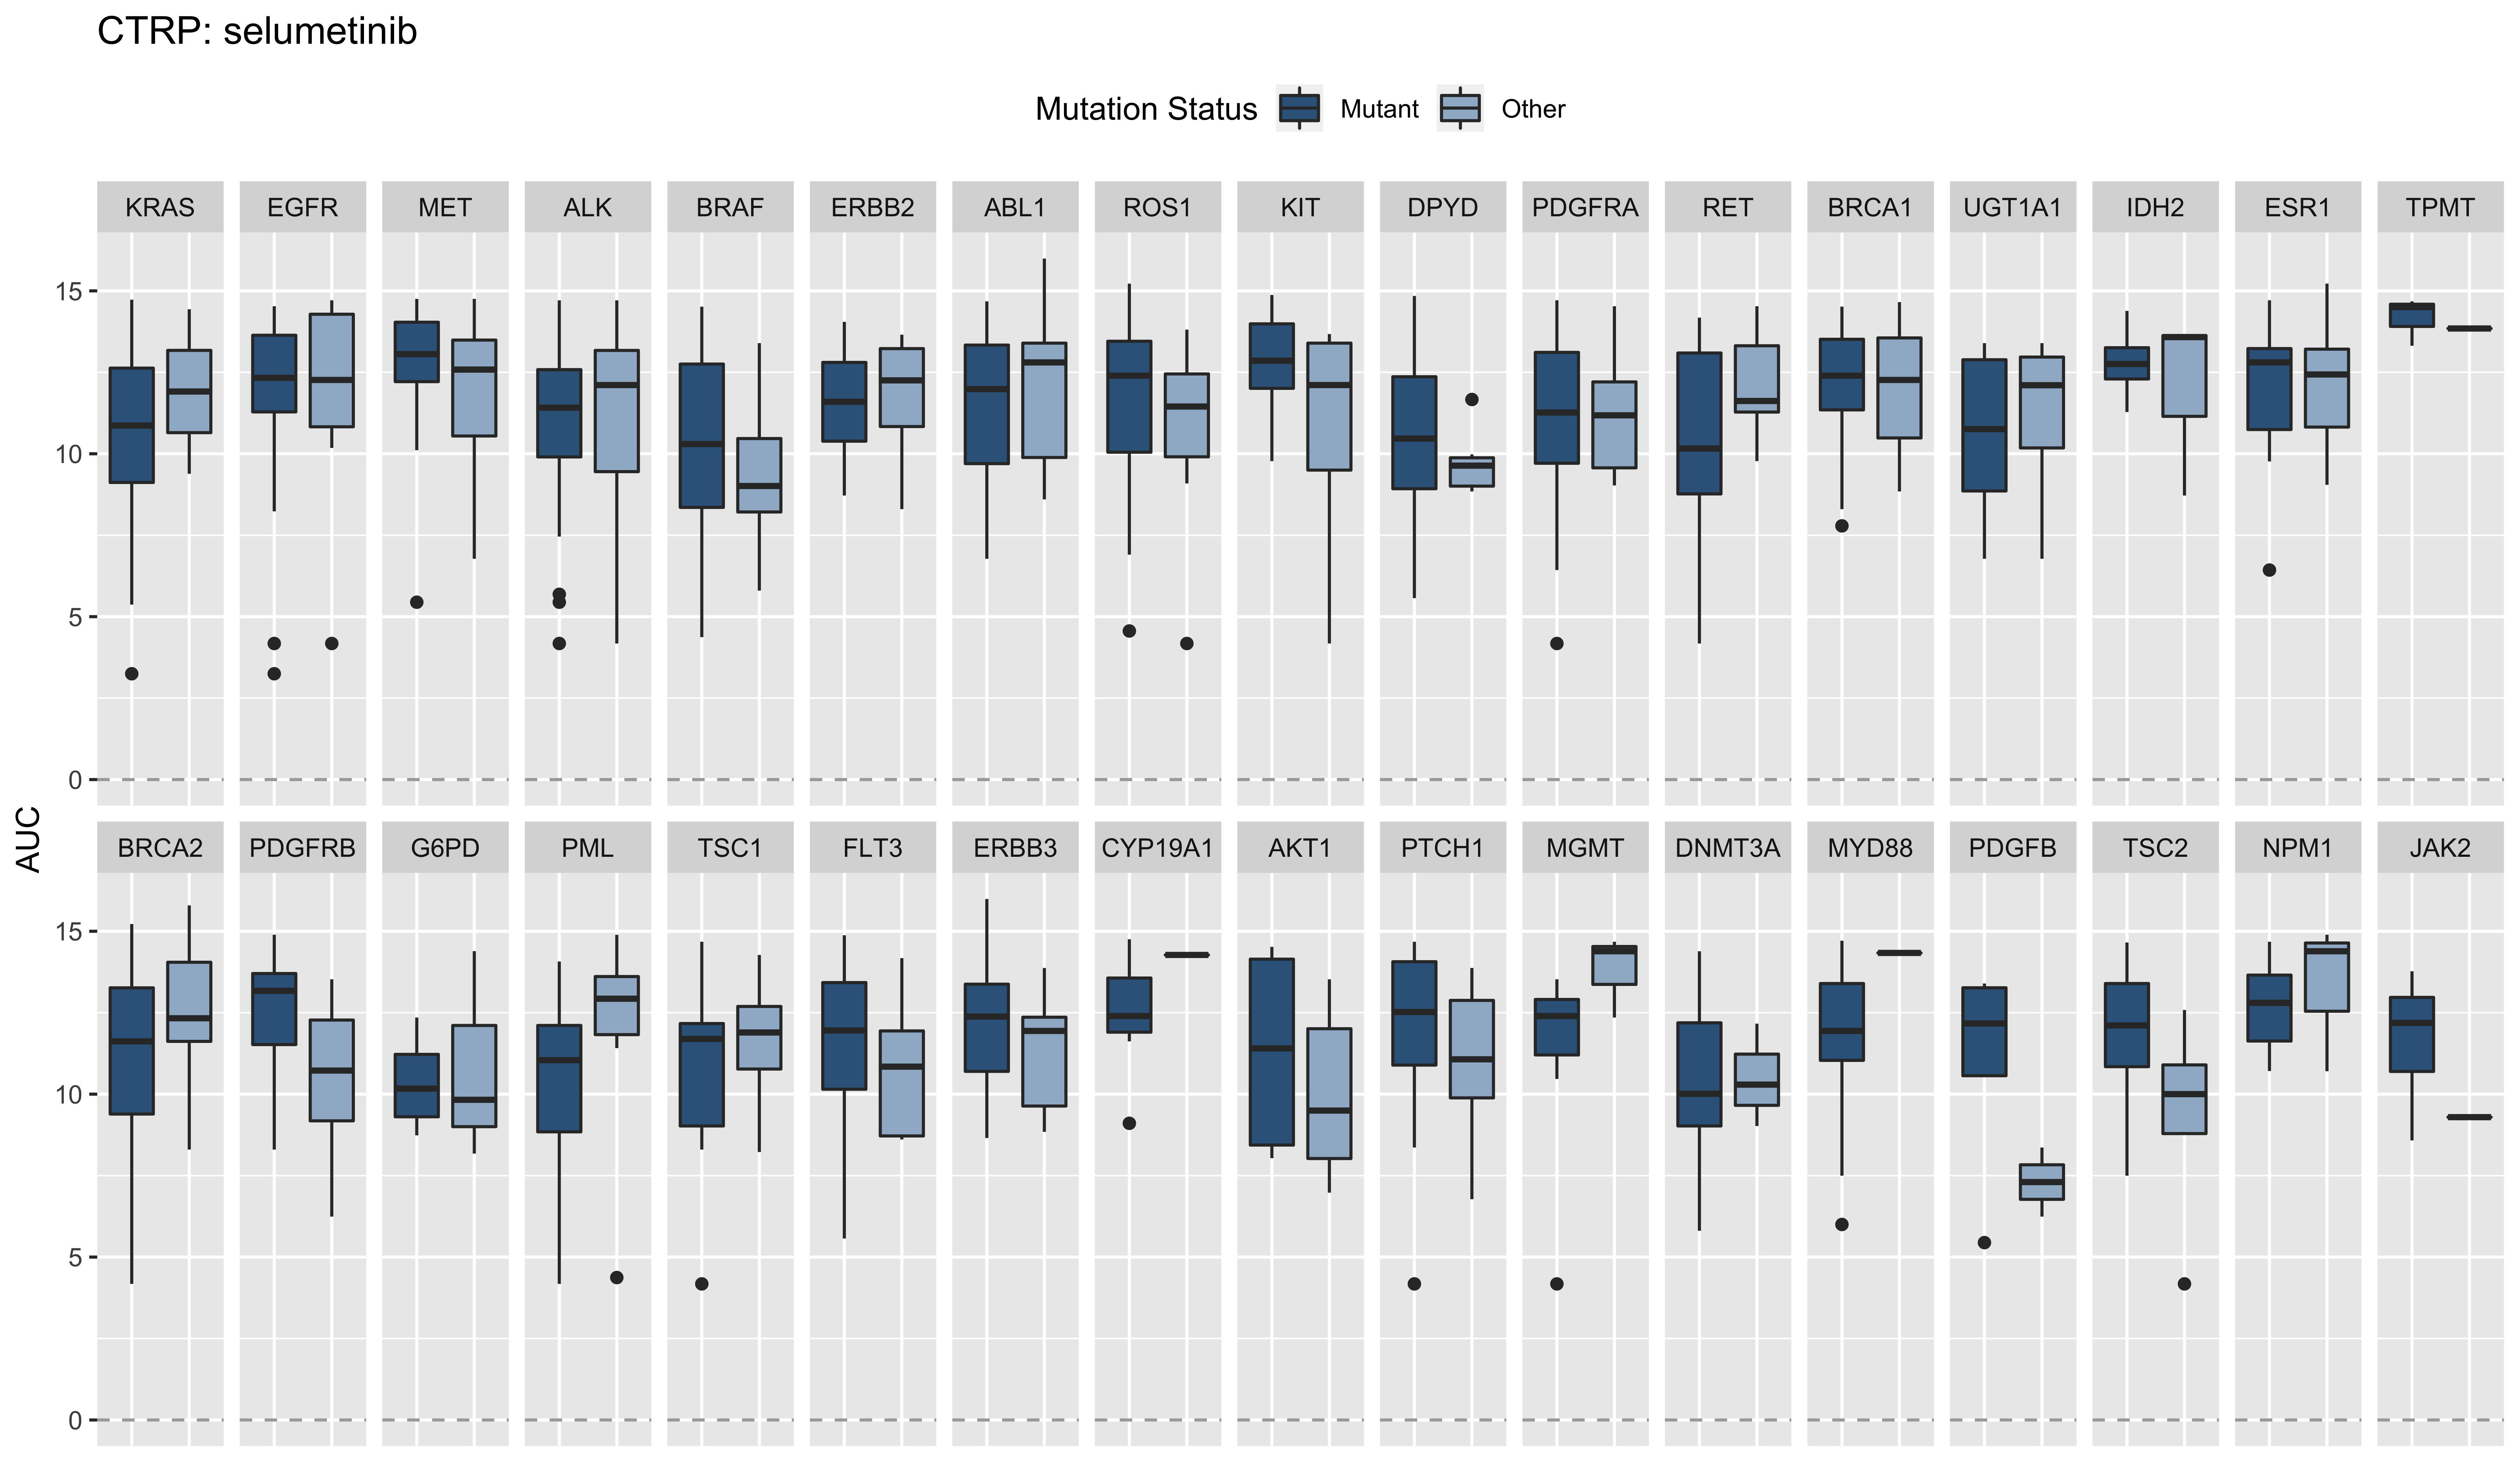 CTRP: selumetinib
Mutation Status Mutant Other
KRAS EGFR MET ALK BRAF ERBB2 ABL1 ROS1 KIT DPYD PDGFRA RET BRCA1 UGT1A1 IDH2 ESR1 TPMT
15
10
5
0
AUC
BRCA2 PDGFRB G6PD PML TSC1 FLT3 ERBB3 CYP19A1 AKT1 PTCH1 MGMT DNMT3A MYD88 PDGFB TSC2 NPM1 JAK2
15
10
5
0